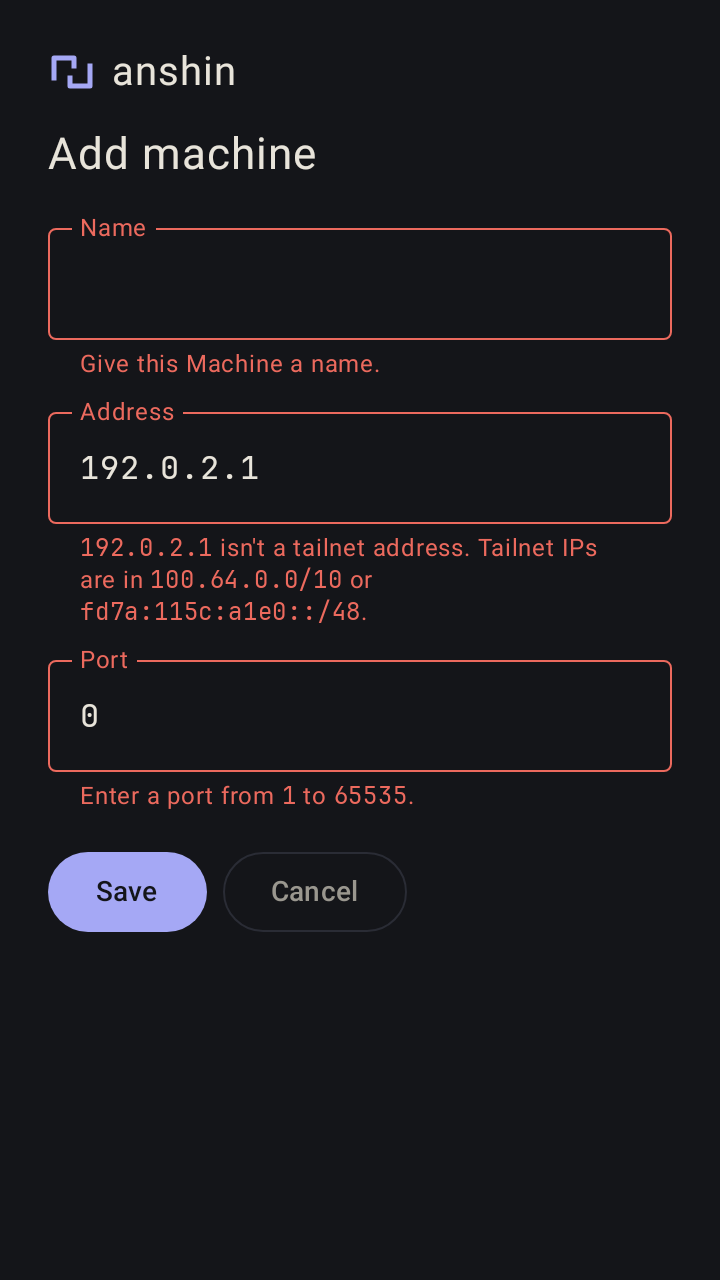 anshin
Add machine
Name
Give this Machine a name.
Address
192.0.2.1
192.0.2.1 isn't a tailnet address. Tailnet IPs
are in 100.64.0.0/10 or
fd7a:115c:a1e0::/48.
Port
0
Enter a port from 1 to 65535.
Save
Cancel